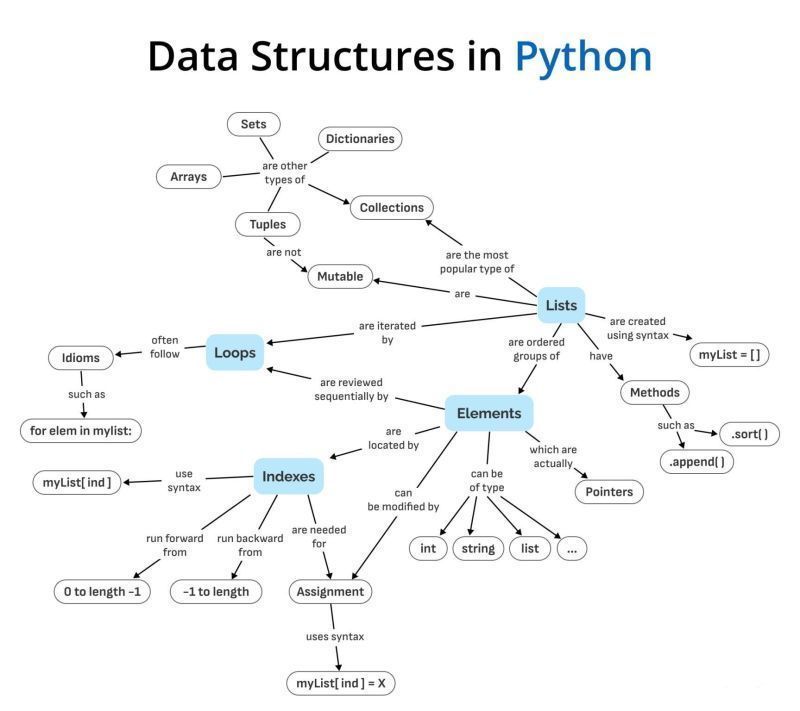 Data Structures in Python
Sets
Dictionaries
are other
types of
Arrays
Collections
Tuples
are not
are the most
popular type of
Mutable
are
Lists
are created
using syntax
are iterated
by
often
follow
Loops
are ordered
groups of
have
myList = [ ]
Idioms
are reviewed
sequentially by
Methods
such as
Elements
such as
for elem in mylist:
are
located by
.sort( )
which are
actually
.append( )
myList[ ind ]
use
syntax
Indexes
can be
of type
Pointers
can
be modified by
run forward
from
run backward
from
are needed
for
int
string
list
...
0 to length -1
-1 to length
Assignment
uses syntax
myList[ ind ] = X